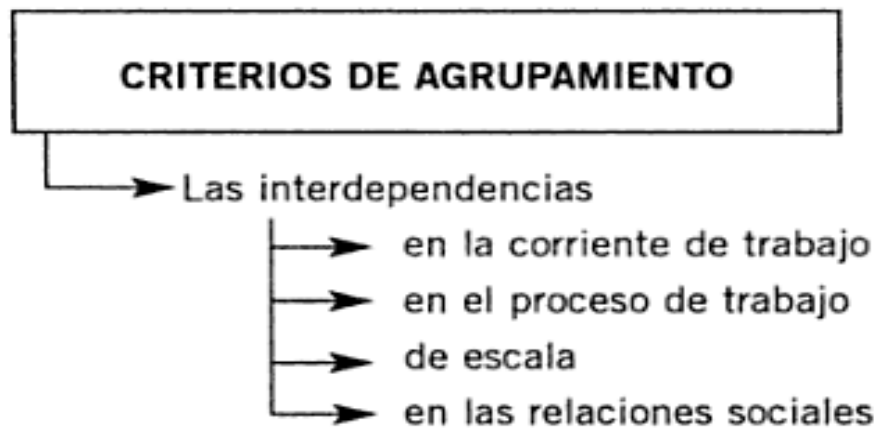 CRITERIOS DE AGRUPAMIENTO
Las interdependencias
en la corriente de trabajo
en el proceso de trabajo
de escala
en las relaciones sociales